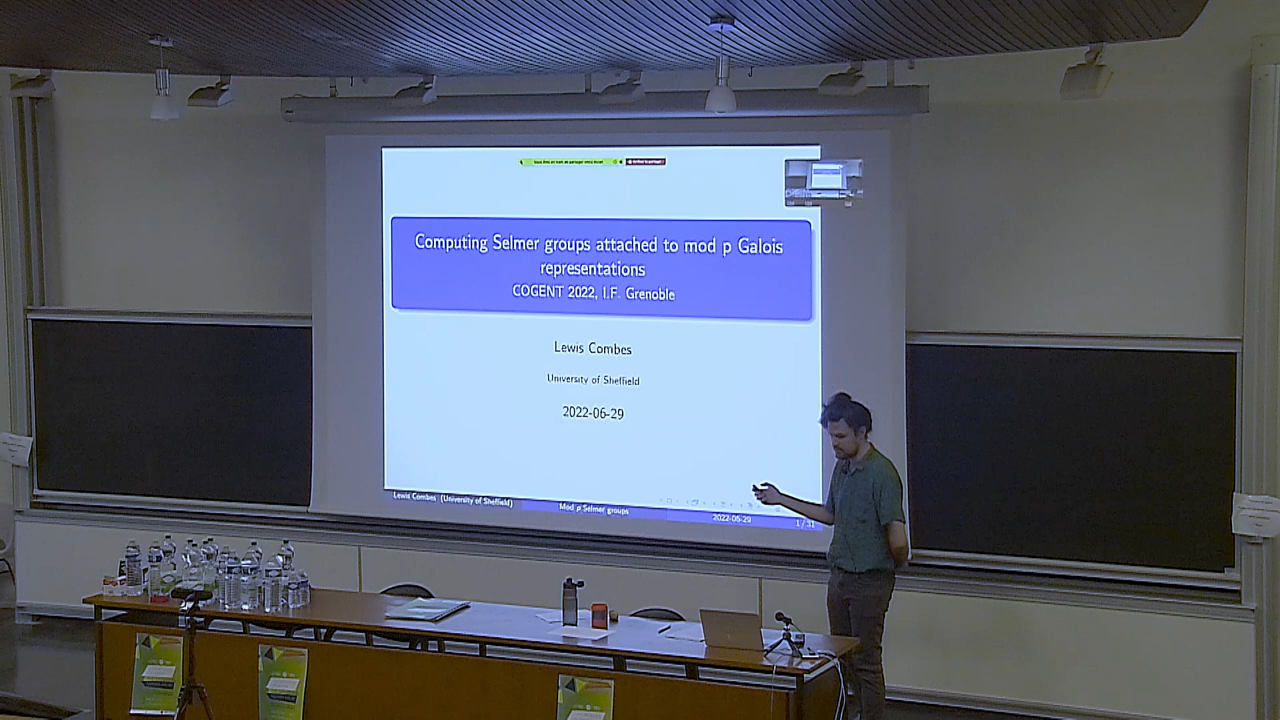 Computing Selmer groups attached to mod p Galois
representations
COGENT 2022, I.F. Grenoble
Lewis Combes
University of Sheffield
2022-06-29
Lewis Combes (University of Sheffield)
Mod p Selmer groups
2022-06-29
1 / 31